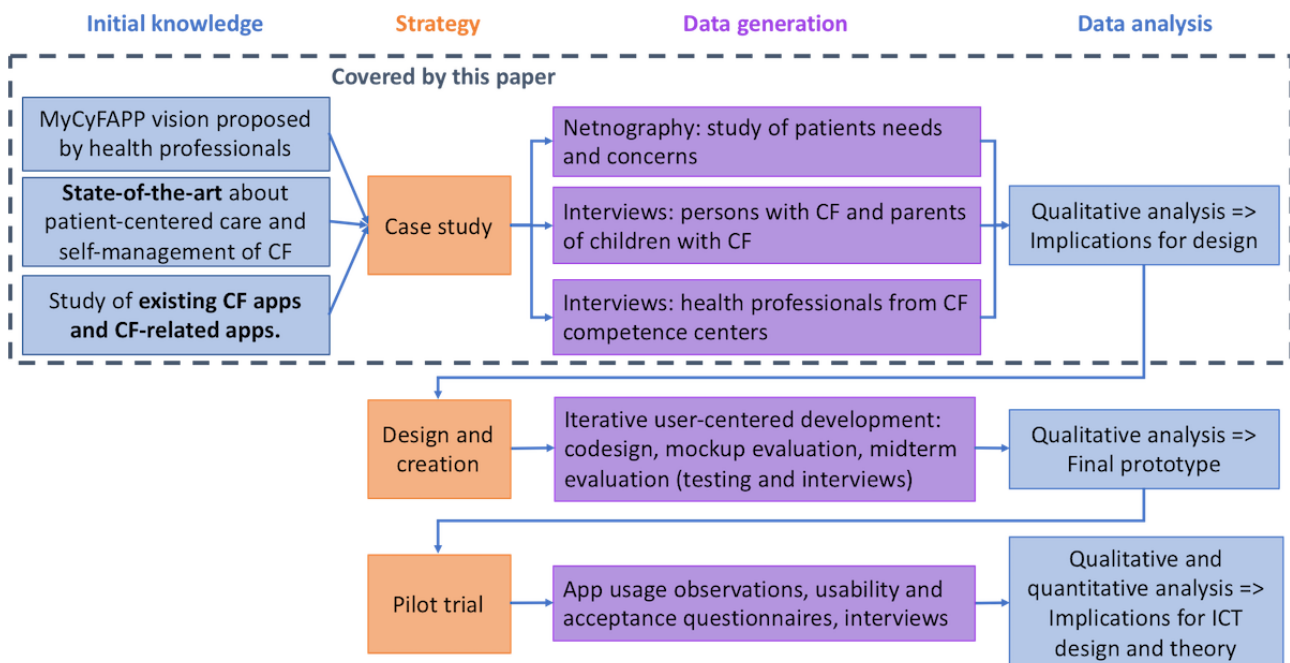 Initial knowledge
Strategy
Data generation
Data analysis
Covered by this paper
MyCyFAPP vision proposed
by health professionals
State-of-the-art about
patient-centered care and
self-management of CF
Study of existing CF apps
and CF-related apps.
Case study
Netnography: study of patients needs
and concerns
Interviews: persons with CF and parents
of children with CF
Interviews: health professionals from CF
competence centers
Qualitative analysis =>
Implications for design
Design and
creation
Iterative user-centered development:
codesign, mockup evaluation, midterm
evaluation (testing and interviews)
Qualitative analysis =>
Final prototype
Pilot trial
App usage observations, usability and
acceptance questionnaires, interviews
Qualitative and
quantitative analysis =>
Implications for ICT
design and theory